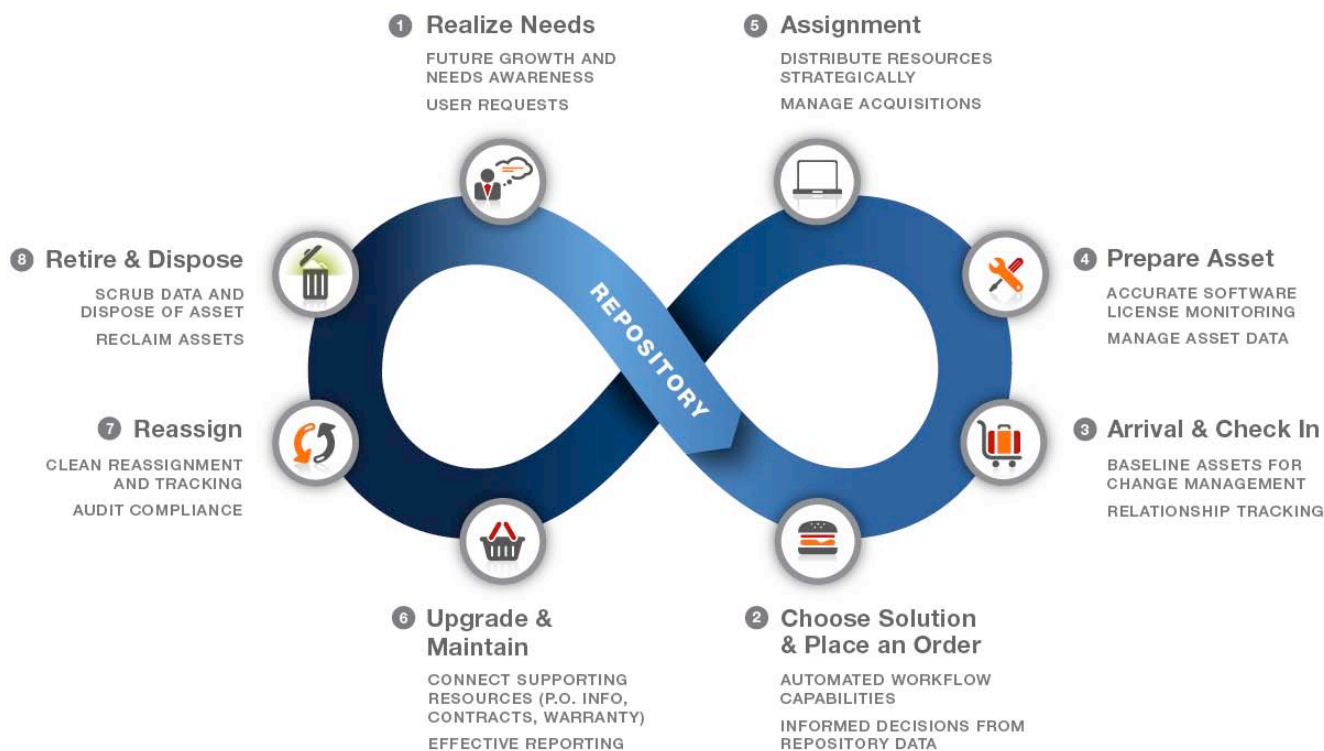 1 Realize Needs
FUTURE GROWTH AND
NEEDS AWARENESS
USER REQUESTS
5 Assignment
DISTRIBUTE RESOURCES
STRATEGICALLY
MANAGE ACQUISITIONS
8 Retire & Dispose
SCRUB DATA AND
DISPOSE OF ASSET
RECLAIM ASSETS
REPOSITORY
4 Prepare Asset
ACCURATE SOFTWARE
LICENSE MONITORING
MANAGE ASSET DATA
7 Reassign
CLEAN REASSIGNMENT
AND TRACKING
AUDIT COMPLIANCE
3 Arrival & Check In
BASELINE ASSETS FOR
CHANGE MANAGEMENT
RELATIONSHIP TRACKING
6 Upgrade &
Maintain
CONNECT SUPPORTING
RESOURCES (P.O. INFO,
CONTRACTS, WARRANTY)
EFFECTIVE REPORTING
2 Choose Solution
& Place an Order
AUTOMATED WORKFLOW
CAPABILITIES
INFORMED DECISIONS FROM
REPOSITORY DATA